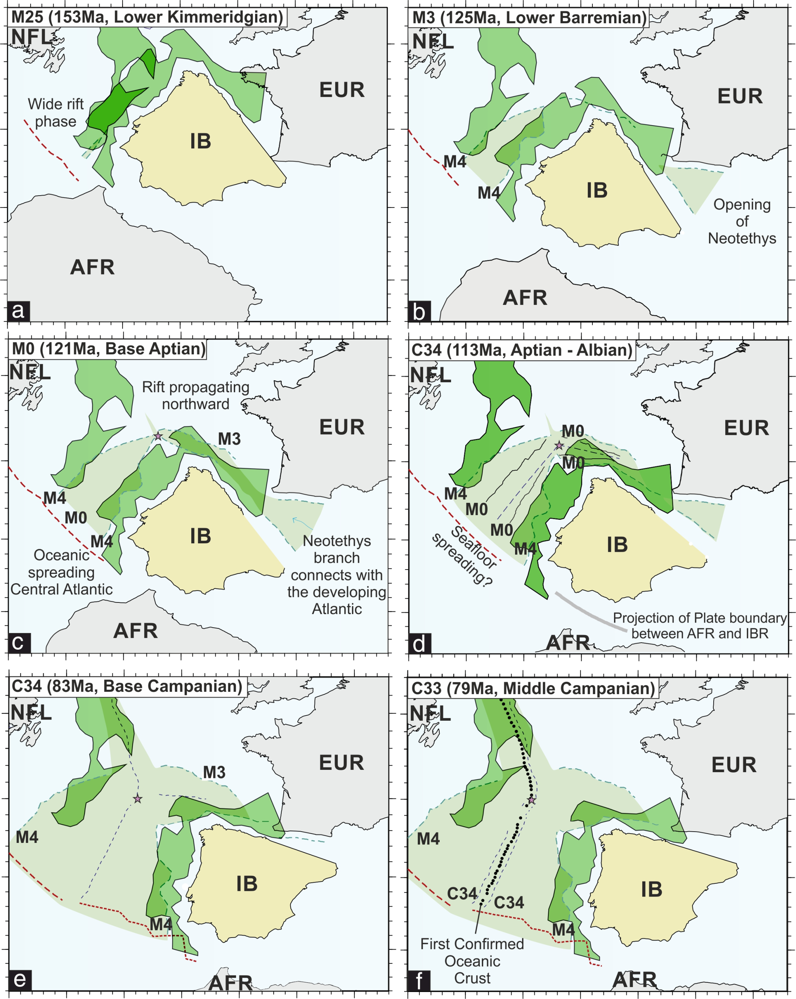 M25 (153Ma, Lower Kimmeridgian)
NFL
Wide rift
phase
EUR
IB
AFR
a
M3 (125Ma, Lower Barremian)
NFL
EUR
M4
M4
IB
Opening
of
Neotethys
AFR
b
M0 (121Ma, Base Aptian)
NFL
Rift propagating
northward
EUR
M3
M4
M0
M4
IB
Oceanic
spreading
Central Atlantic
Neotethys
branch
connects with
the developing
Atlantic
AFR
c
C34 (113Ma, Aptian - Albian)
NFL
M0
EUR
M0
M4
M0
M0
M4
Seafloor
spreading?
IB
Projection of Plate boundary
between AFR and IBR
AFR
d
C34 (83Ma, Base Campanian)
NFL
EUR
M3
M4
IB
M4
AFR
e
C33 (79Ma, Middle Campanian)
NFL
EUR
M4
C34
C34
IB
M4
First Confirmed
Oceanic
Crust
AFR
f